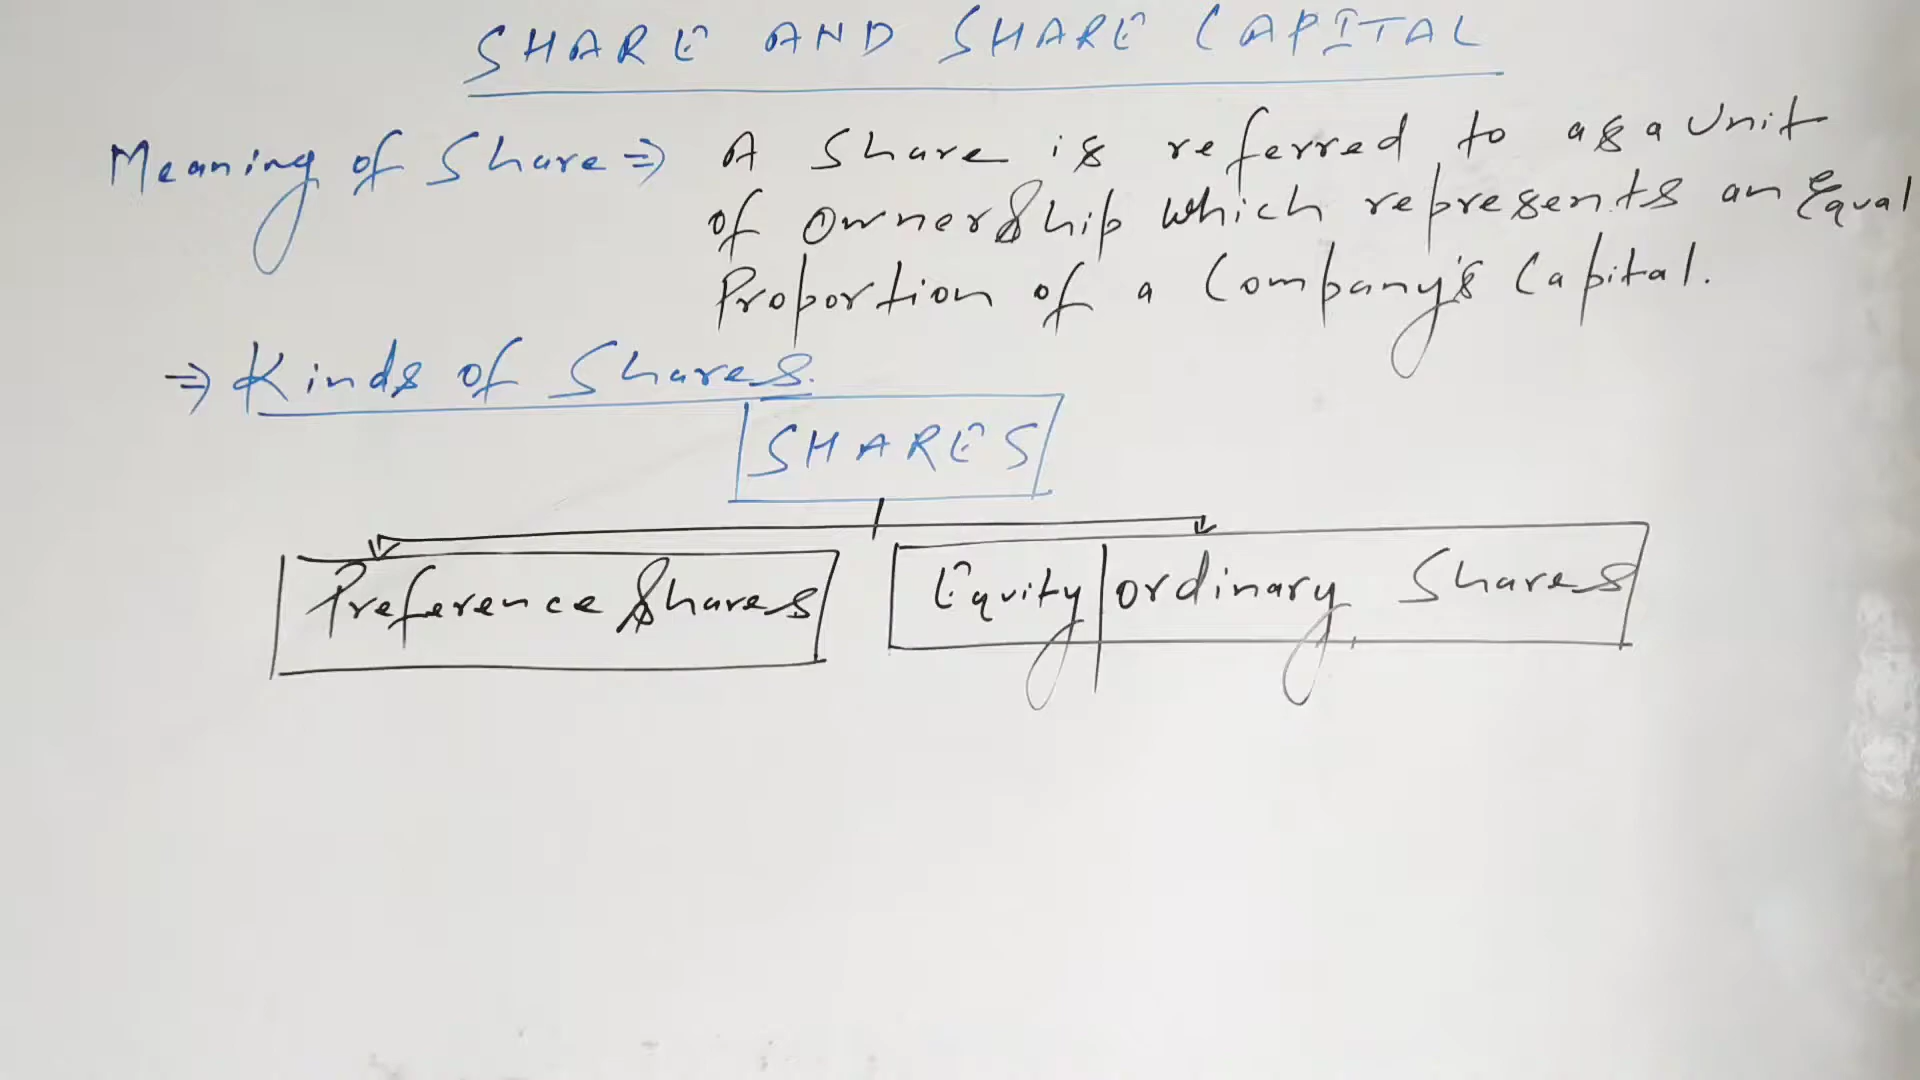 SHARE AND SHARE CAPITAL
Meaning of Share ⇒ A Share is referred to as a Unit
of Ownership which represents an Equal
Proportion of a Company's Capital.
⇒ Kinds of Shares.
SHARES
Preference Shares
Equity/ordinary Shares